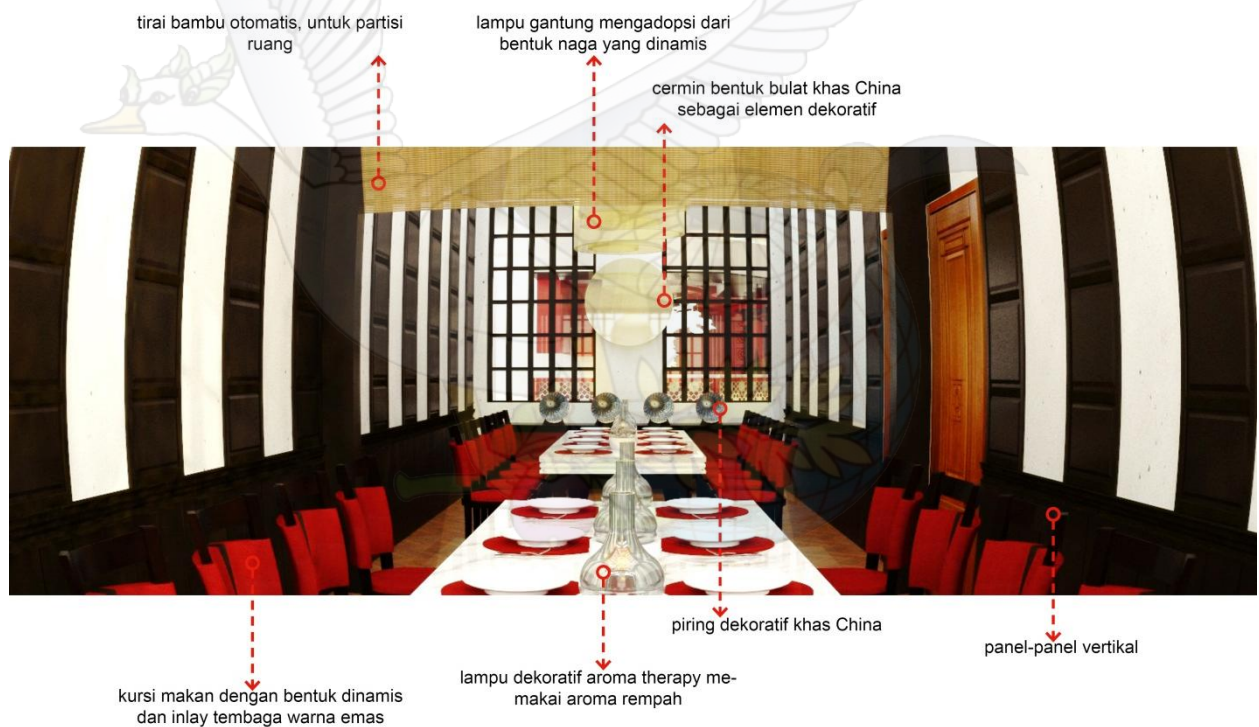 tirai bambu otomatis, untuk partisi
ruang
lampu gantung mengadopsi dari
bentuk naga yang dinamis
cermin bentuk bulat khas China
sebagai elemen dekoratif
piring dekoratif khas China
panel-panel vertikal
lampu dekoratif aroma therapy me-
makai aroma rempah
kursi makan dengan bentuk dinamis
dan inlay tembaga warna emas